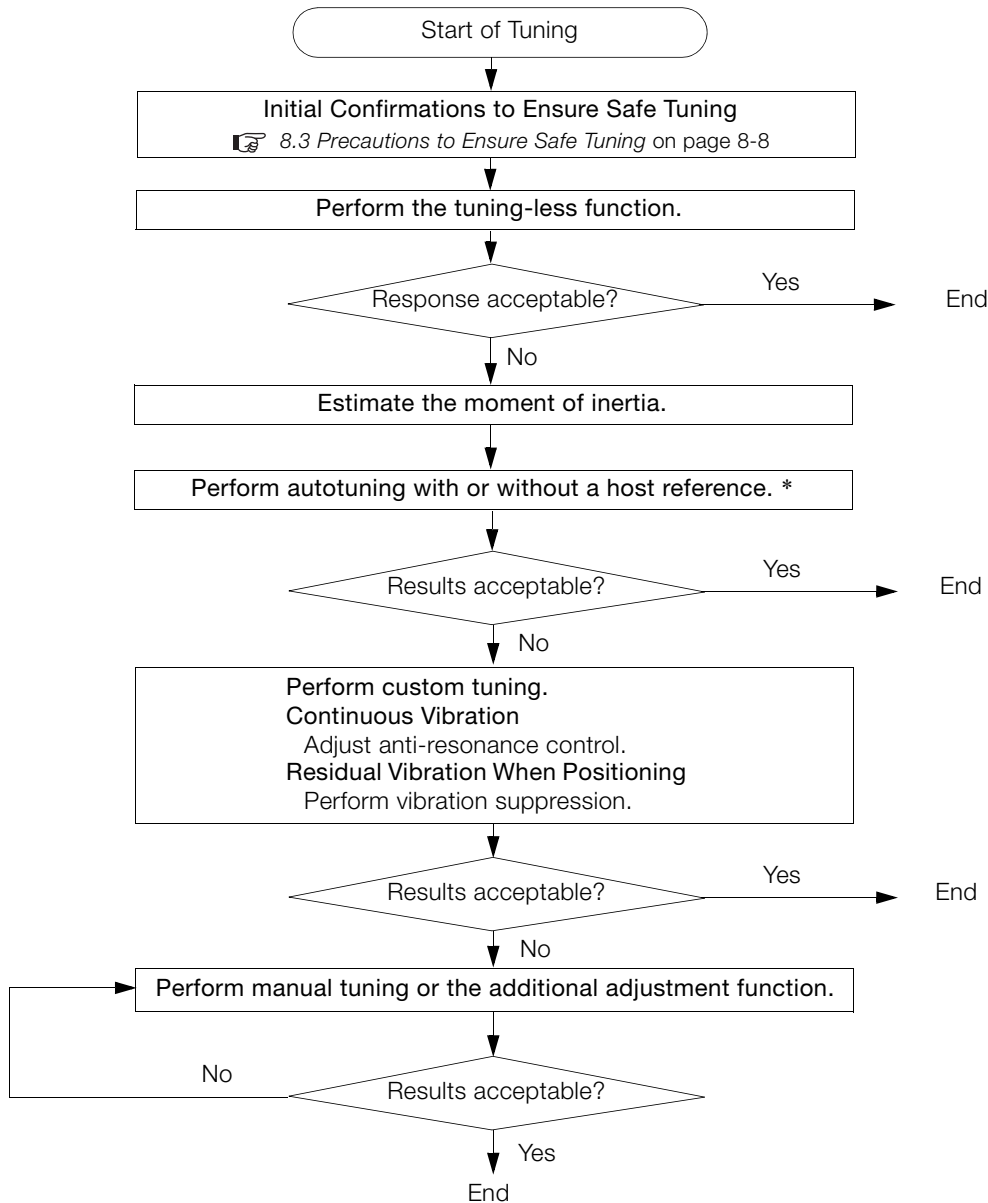 Start of Tuning
Initial Confirmations to Ensure Safe Tuning
8.3 Precautions to Ensure Safe Tuning on page 8-8
Perform the tuning-less function.
Response acceptable?
Yes
End
No
Estimate the moment of inertia.
Perform autotuning with or without a host reference. *
Results acceptable?
Yes
End
No
Perform custom tuning.
Continuous Vibration
Adjust anti-resonance control.
Residual Vibration When Positioning
Perform vibration suppression.
Results acceptable?
Yes
End
No
Perform manual tuning or the additional adjustment function.
No
Results acceptable?
Yes
End